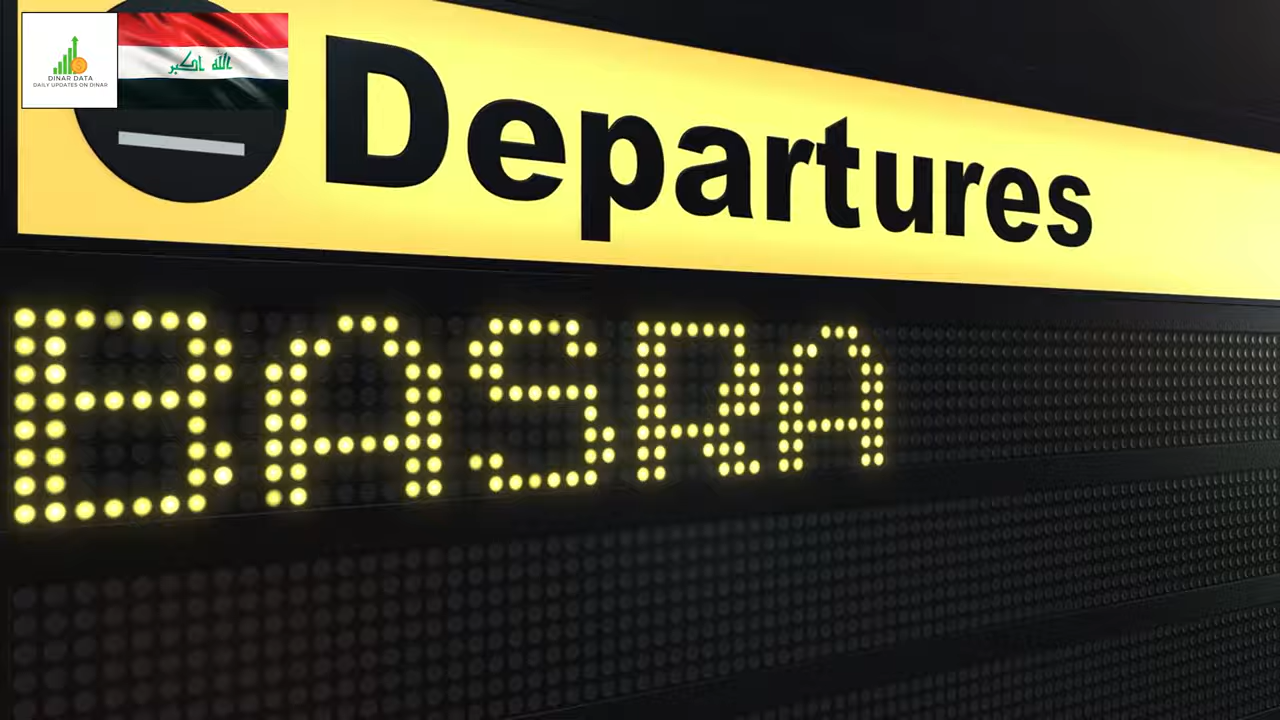 DINAR DATA
DAILY UPDATES ON DINAR
الله اكبر
Departures
BASRA